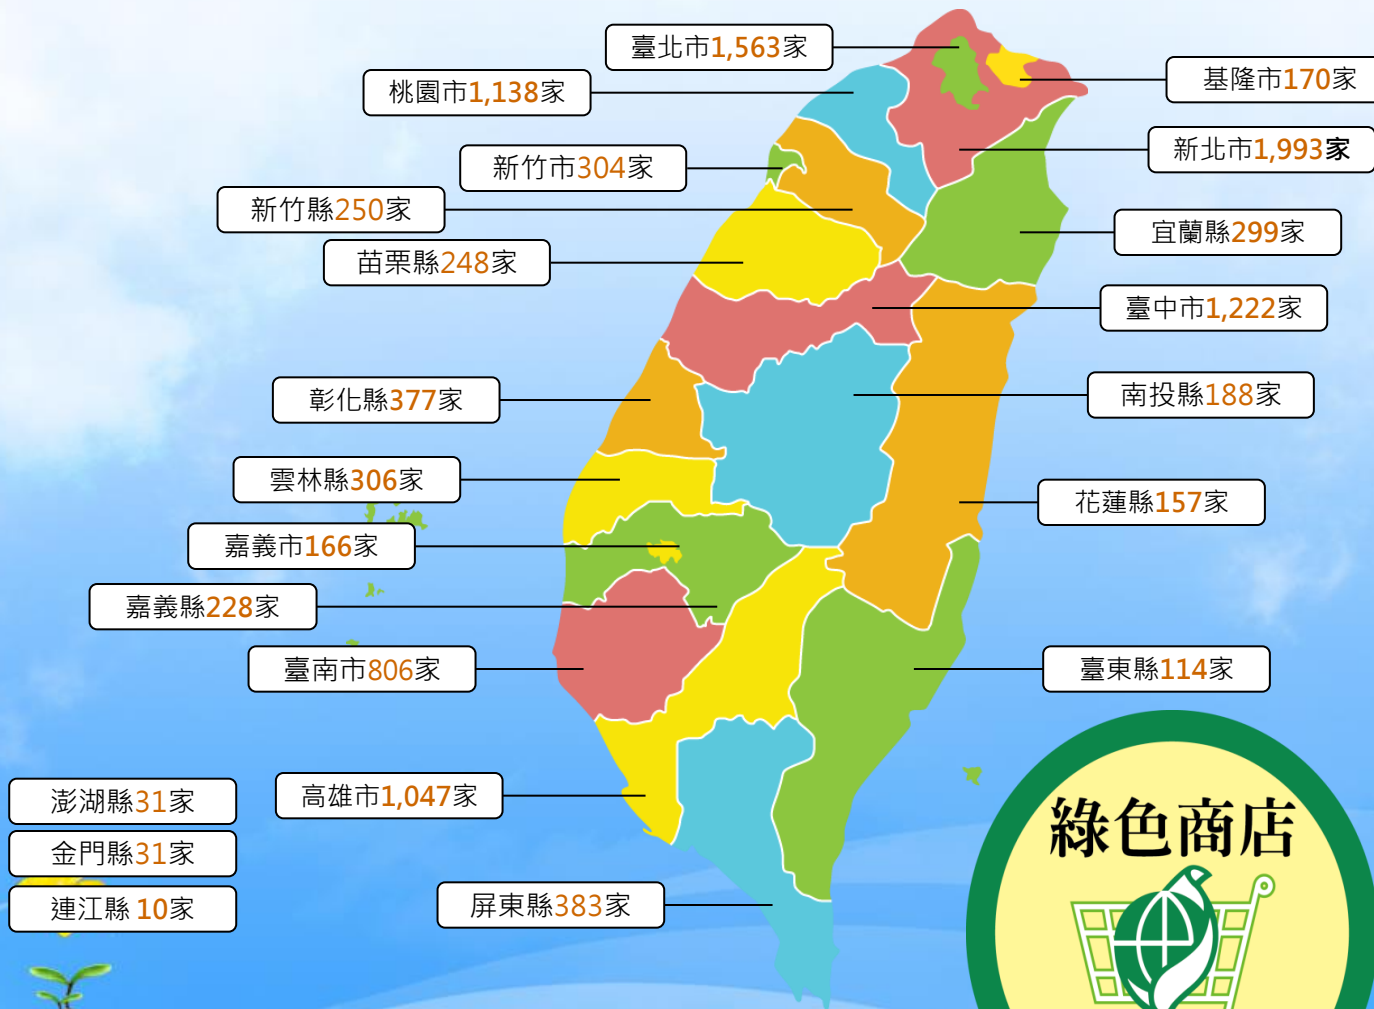 臺北市1,563家
桃園市1,138家
基隆市170家
新北市1,993家
新竹市304家
新竹縣250家
宜蘭縣299家
苗栗縣248家
臺中市1,222家
彰化縣377家
南投縣188家
雲林縣306家
花蓮縣157家
嘉義市166家
嘉義縣228家
臺南市806家
臺東縣114家
澎湖縣31家
高雄市1,047家
金門縣31家
連江縣 10家
屏東縣383家
綠色商店